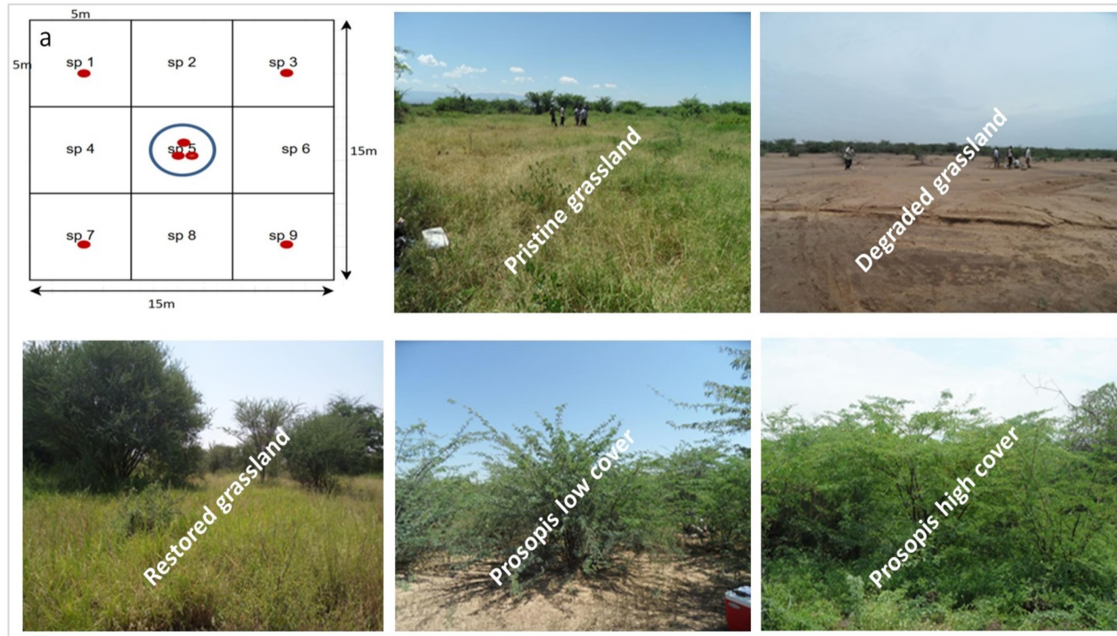 5m
a
5m
sp 1
sp 2
sp 3
sp 4
sp 5
sp 6
15m
sp 7
sp 8
sp 9
15m
Pristine grassland
Degraded grassland
Restored grassland
Prosopis low cover
Prosopis high cover